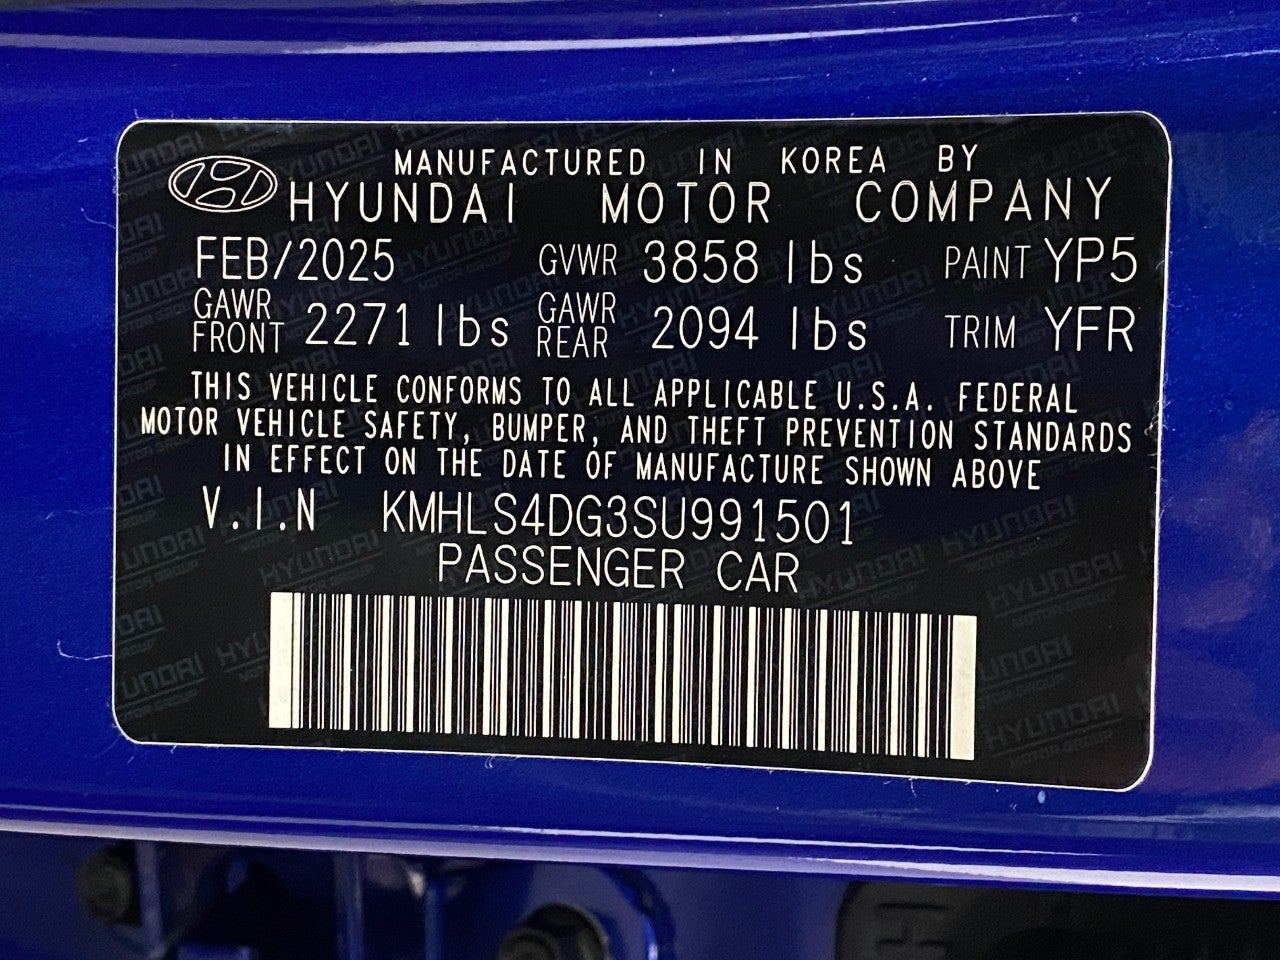 MANUFACTURED IN KOREA BY
HYUNDAI MOTOR COMPANY
FEB/2025 GVWR 3858 lbs PAINT YP5
GAWR FRONT 2271 lbs GAWR REAR 2094 lbs TRIM YFR
THIS VEHICLE CONFORMS TO ALL APPLICABLE U.S.A. FEDERAL
MOTOR VEHICLE SAFETY, BUMPER, AND THEFT PREVENTION STANDARDS
IN EFFECT ON THE DATE OF MANUFACTURE SHOWN ABOVE
V.I.N KMHLS4DG3SU991501
PASSENGER CAR